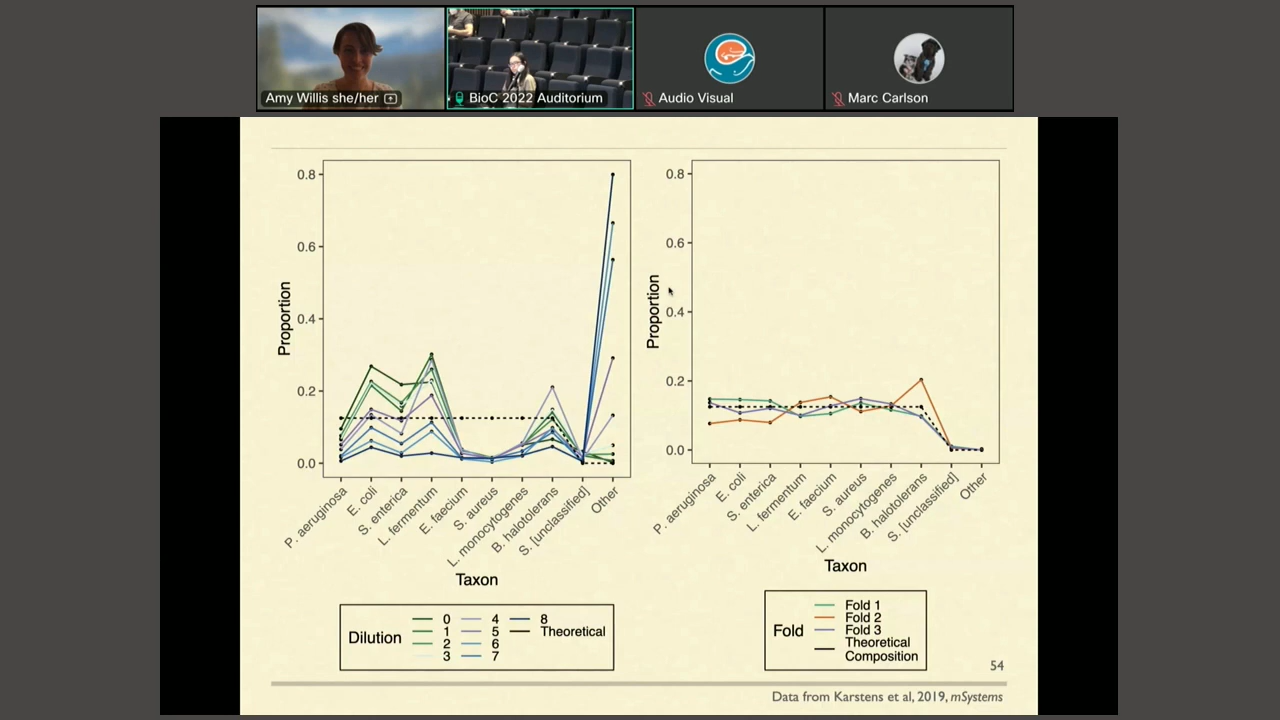 Amy Willis she/her
BioC 2022 Auditorium
Audio Visual
Marc Carlson
0.8
0.6
0.4
0.2
0.0
Proportion
P. aeruginosa
E. coli
S. enterica
L. fermentum
E. faecium
S. aureus
L. monocytogenes
B. halotolerans
S. [unclassified]
Other
Taxon
Dilution
0
1
2
3
4
5
6
7
8
Theoretical
0.8
0.6
0.4
0.2
0.0
Proportion
P. aeruginosa
E. coli
S. enterica
L. fermentum
E. faecium
S. aureus
L. monocytogenes
B. halotolerans
S. [unclassified]
Other
Taxon
Fold
Fold 1
Fold 2
Fold 3
Theoretical
Composition
54
Data from Karstens et al, 2019, mSystems